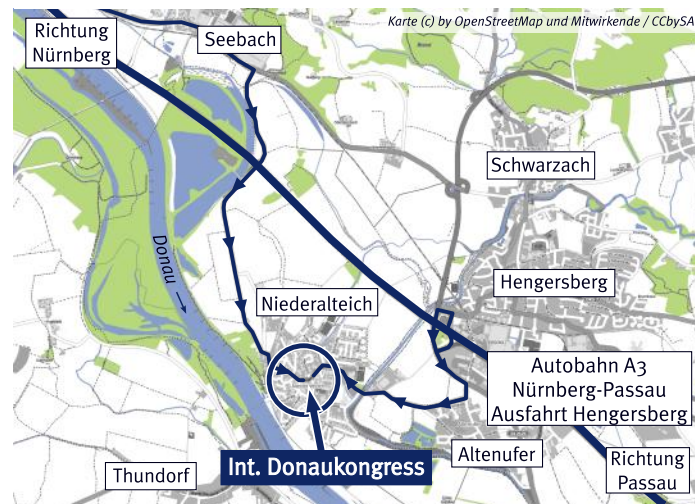 Karte (c) by OpenStreetMap und Mitwirkende / CCbySA
Richtung
Nürnberg
Seebach
Schwarzach
Donau
Hengersberg
Niederalteich
Autobahn A3
Nürnberg-Passau
Ausfahrt Hengersberg
Int. Donaukongress
Altenufer
Thundorf
Richtung
Passau